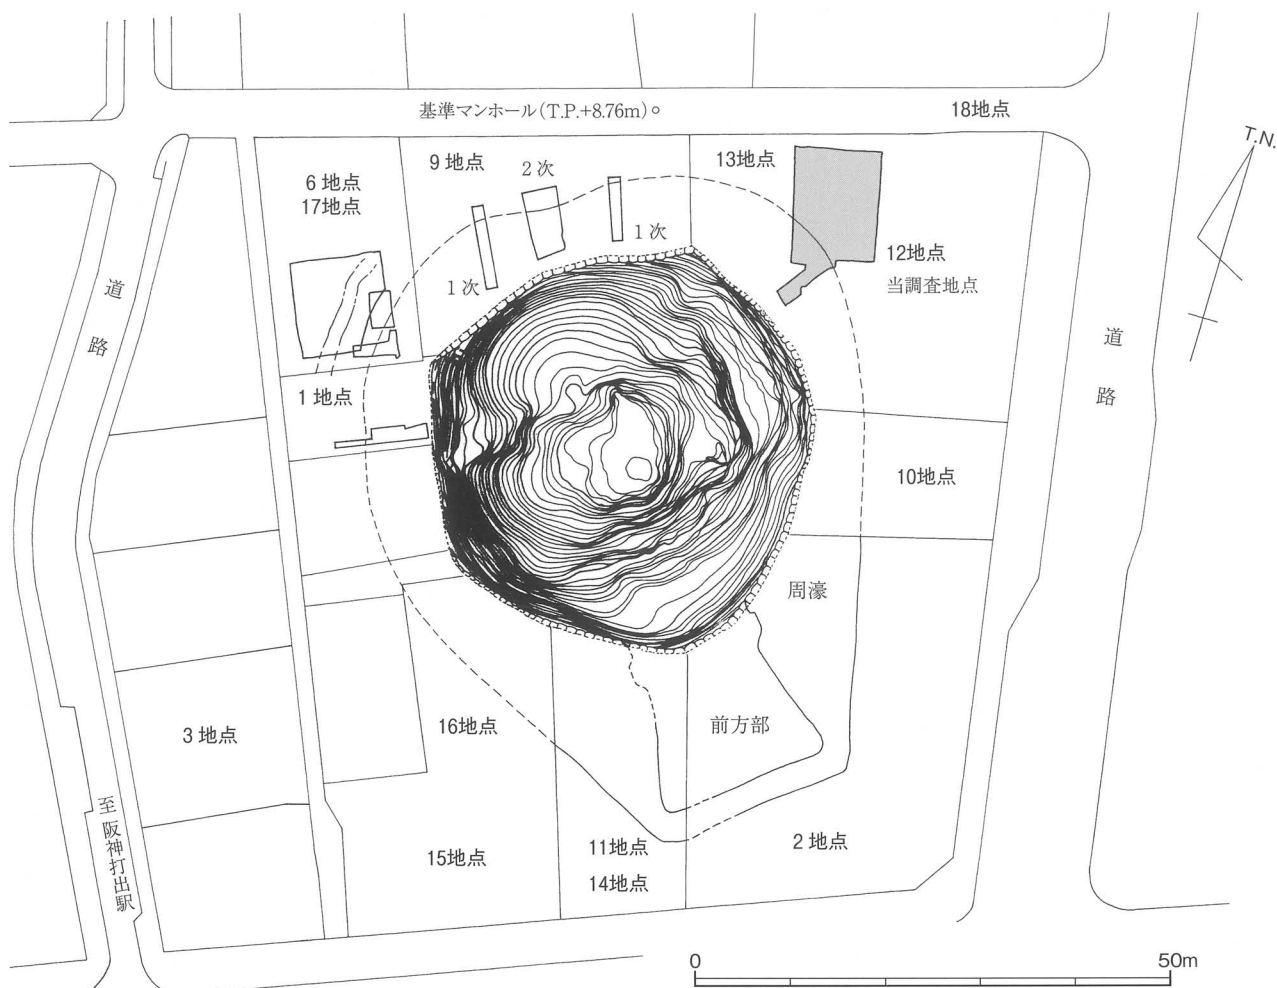 基準マンホール(T.P.+8.76m)
18地点
T.N.
9地点
2次
13地点
6地点
17地点
1次
1次
12地点
当調査地点
道路
道路
1地点
10地点
周濠
前方部
16地点
3地点
至阪神打出駅
15地点
11地点
14地点
2地点
0
50m